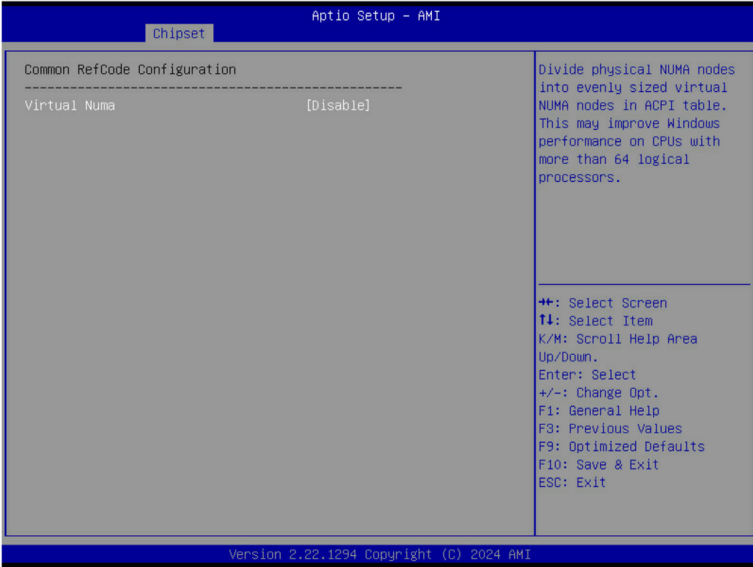 Aptio Setup – AMI
Chipset
Common RefCode Configuration
--------------------------------------------------
Virtual Numa [Disable]
Divide physical NUMA nodes
into evenly sized virtual
NUMA nodes in ACPI table.
This may improve Windows
performance on CPUs with
more than 64 logical
processors.
→←: Select Screen
↑↓: Select Item
K/M: Scroll Help Area
Up/Down.
Enter: Select
+/-: Change Opt.
F1: General Help
F3: Previous Values
F9: Optimized Defaults
F10: Save & Exit
ESC: Exit
Version 2.22.1294 Copyright (C) 2024 AMI